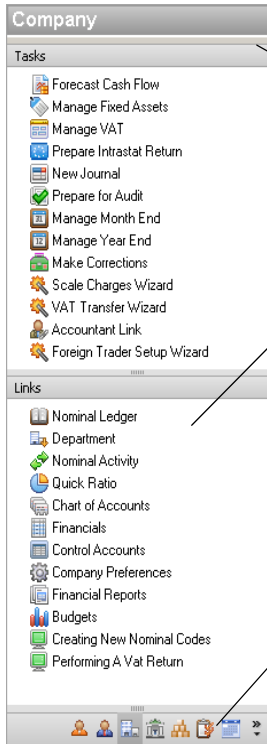 Company
Tasks
Forecast Cash Flow
Manage Fixed Assets
Manage VAT
Prepare Intrastat Return
New Journal
Prepare for Audit
Manage Month End
Manage Year End
Make Corrections
Scale Charges Wizard
VAT Transfer Wizard
Accountant Link
Foreign Trader Setup Wizard
Links
Nominal Ledger
Department
Nominal Activity
Quick Ratio
Chart of Accounts
Financials
Control Accounts
Company Preferences
Financial Reports
Budgets
Creating New Nominal Codes
Performing A Vat Return